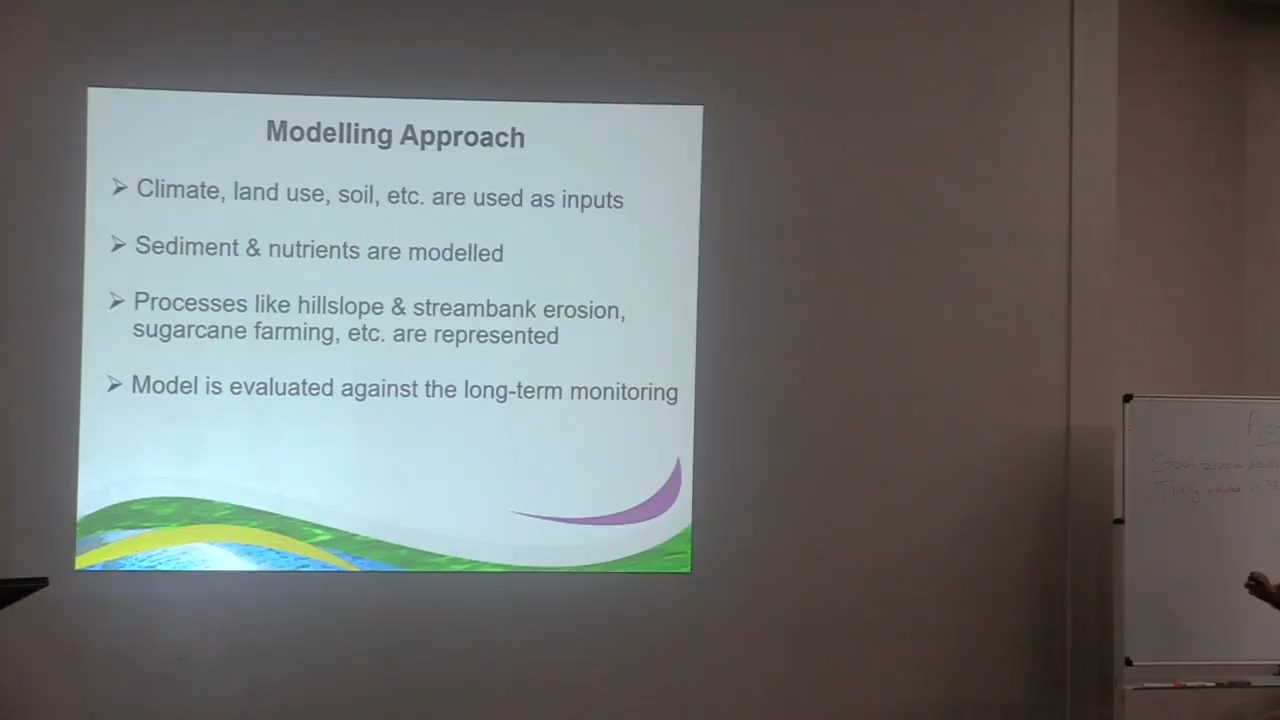 Modelling Approach
Climate, land use, soil, etc. are used as inputs
Sediment & nutrients are modelled
Processes like hillslope & streambank erosion,
sugarcane farming, etc. are represented
Model is evaluated against the long-term monitoring